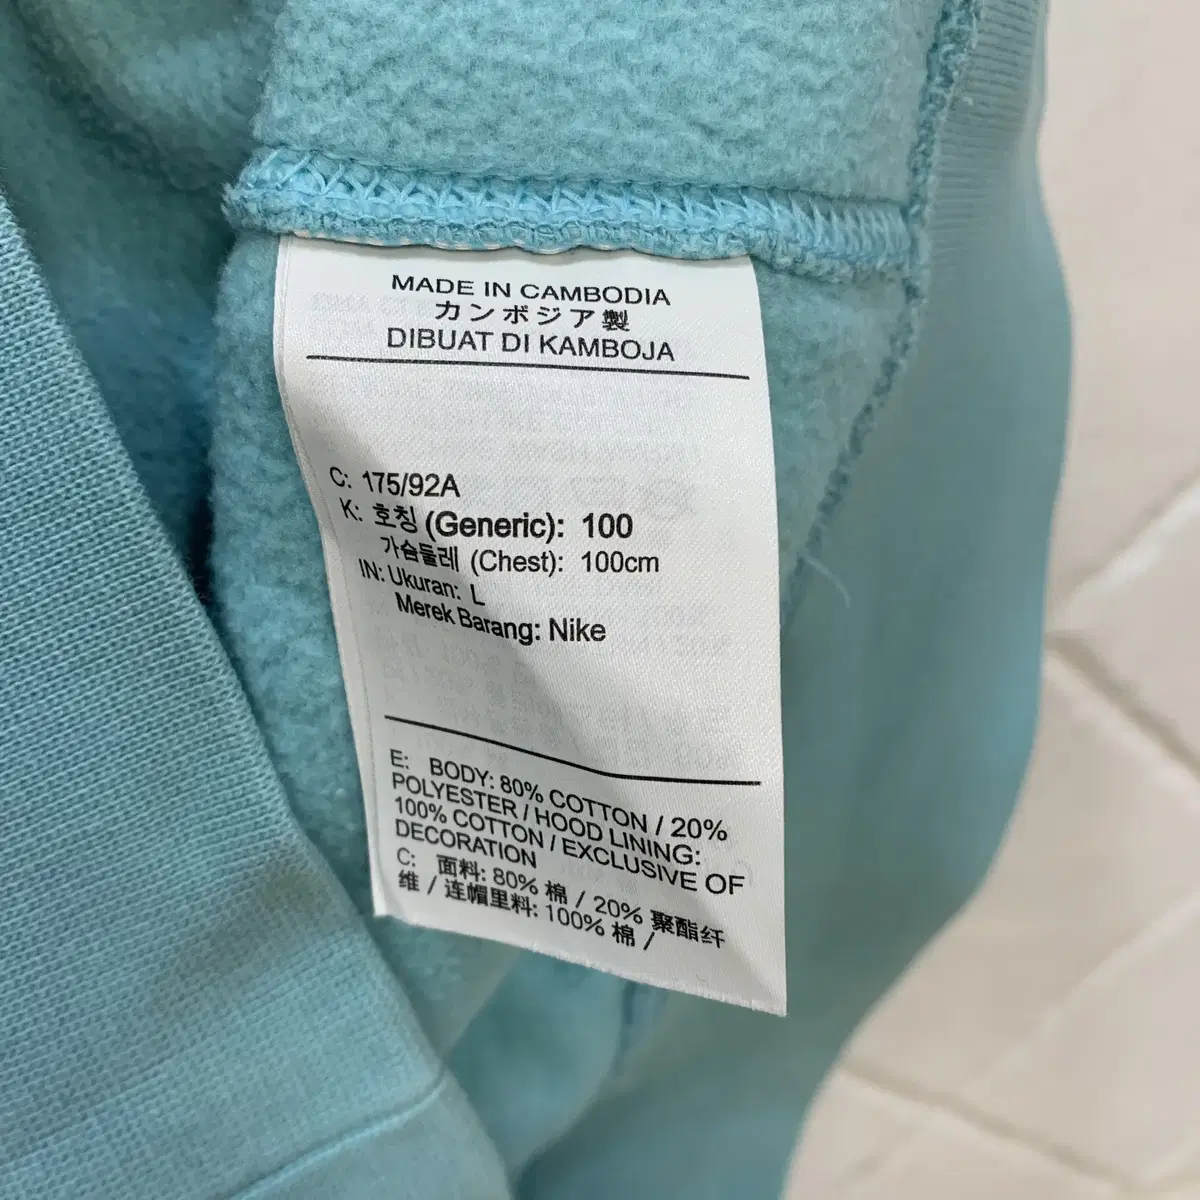 MADE IN CAMBODIA
カンボジア製
DIBUAT DI KAMBOJA
C: 175/92A
K: 호칭 (Generic): 100
가슴둘레 (Chest): 100cm
IN: Ukuran: L
Merek Barang: Nike
E: BODY: 80% COTTON / 20%
POLYESTER / HOOD LINING:
100% COTTON / EXCLUSIVE OF
DECORATION
C: 面料: 80% 棉 / 20% 聚酯纤
维 / 连帽里料: 100% 棉 /